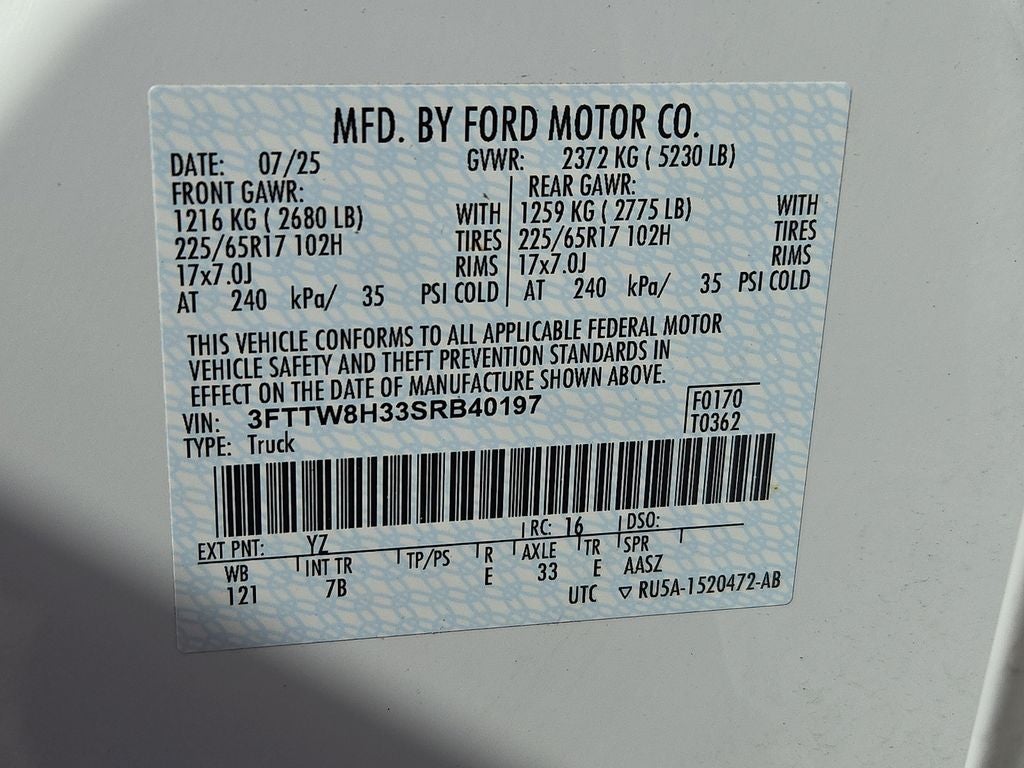 MFD. BY FORD MOTOR CO.
DATE: 07/25 GVWR: 2372 KG ( 5230 LB)
FRONT GAWR: REAR GAWR:
1216 KG ( 2680 LB) WITH 1259 KG ( 2775 LB) WITH
225/65R17 102H TIRES 225/65R17 102H TIRES
17x7.0J RIMS 17x7.0J RIMS
AT 240 kPa/ 35 PSI COLD AT 240 kPa/ 35 PSI COLD
THIS VEHICLE CONFORMS TO ALL APPLICABLE FEDERAL MOTOR
VEHICLE SAFETY AND THEFT PREVENTION STANDARDS IN
EFFECT ON THE DATE OF MANUFACTURE SHOWN ABOVE.
VIN: 3FTTW8H33SRB40197 F0170
TYPE: Truck T0362
EXT PNT: YZ RC: 16 DSO:
WB INT TR TP/PS R AXLE TR SPR
121 7B E 33 E AASZ
UTC ▽ RU5A-1520472-AB